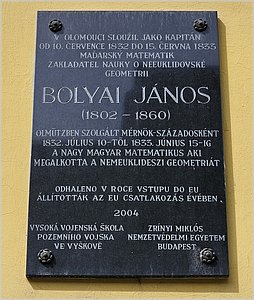 V OLOMOUCI SLOUŽIL JAKO KAPITÁN
OD 10. ČERVENCE 1832 DO 15. ČERVNA 1833
MAĎARSKÝ MATEMATIK
ZAKLADATEL NAUKY O NEEUKLIDOVSKÉ
GEOMETRII
BOLYAI JÁNOS
(1802 – 1860)
OLMÜTZBEN SZOLGÁLT MÉRNÖK-SZÁZADOSKÉNT
1832. JÚLIUS 10-TŐL 1833. JÚNIUS 15-IG
A NAGY MAGYAR MATEMATIKUS AKI
MEGALKOTTA A NEMEUKLIDESZI GEOMETRIÁT
ODHALENO V ROCE VSTUPU DO EU
ÁLLÍTOTTÁK AZ EU CSATLAKOZÁS ÉVÉBEN.
2004
VYSOKÁ VOJENSKÁ ŠKOLA
POZEMNÍHO VOJSKA
VE VYŠKOVĚ
ZRÍNYI MIKLÓS
NEMZETVÉDELMI EGYETEM
BUDAPEST